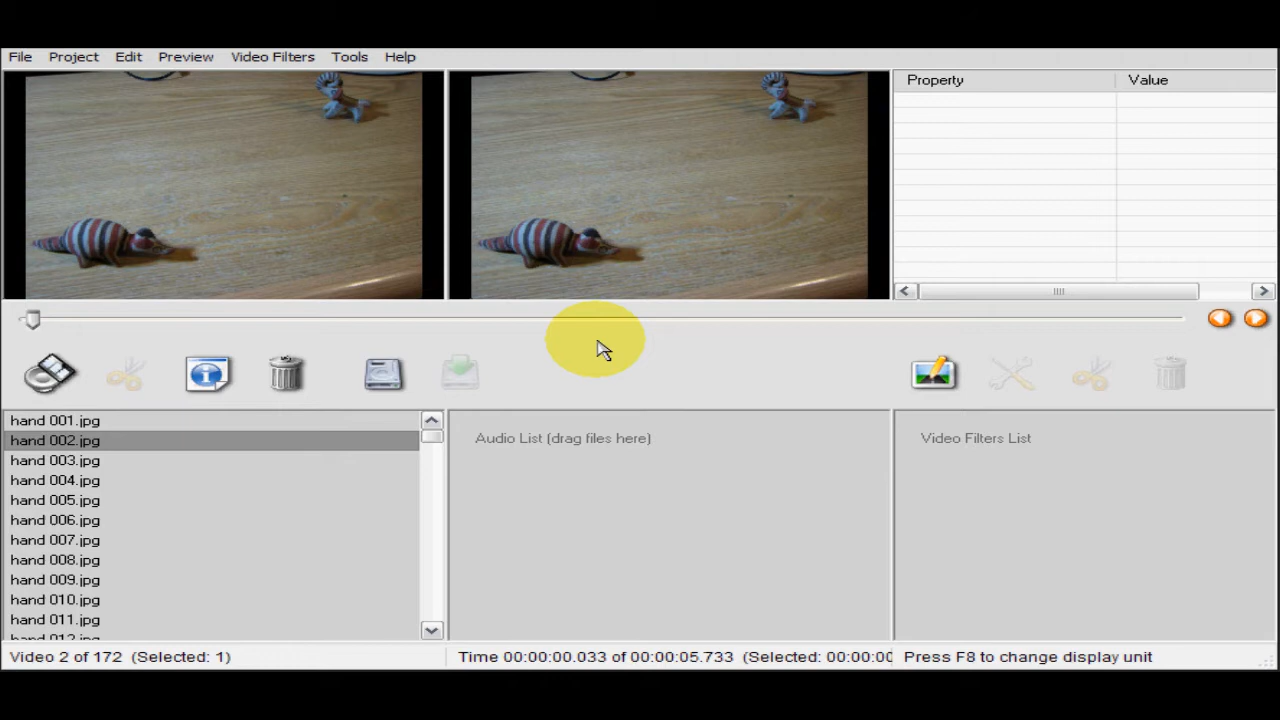 File Project Edit Preview Video Filters Tools Help
Property Value
hand 001.jpg
hand 002.jpg
hand 003.jpg
hand 004.jpg
hand 005.jpg
hand 006.jpg
hand 007.jpg
hand 008.jpg
hand 009.jpg
hand 010.jpg
hand 011.jpg
hand 012.jpg
Audio List (drag files here)
Video Filters List
Video 2 of 172 (Selected: 1)
Time 00:00:00.033 of 00:00:05.733 (Selected: 00:00:00
Press F8 to change display unit